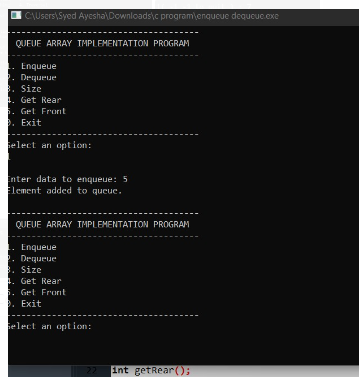 C:\Users\Syed Ayesha\Downloads\c program\enqueue dequeue.exe
------------------------------------
QUEUE ARRAY IMPLEMENTATION PROGRAM
------------------------------------
1. Enqueue
2. Dequeue
3. Size
4. Get Rear
5. Get Front
0. Exit
------------------------------------
Select an option:
1
Enter data to enqueue: 5
Element added to queue.
------------------------------------
QUEUE ARRAY IMPLEMENTATION PROGRAM
------------------------------------
1. Enqueue
2. Dequeue
3. Size
4. Get Rear
5. Get Front
0. Exit
------------------------------------
Select an option:
22 int getRear();